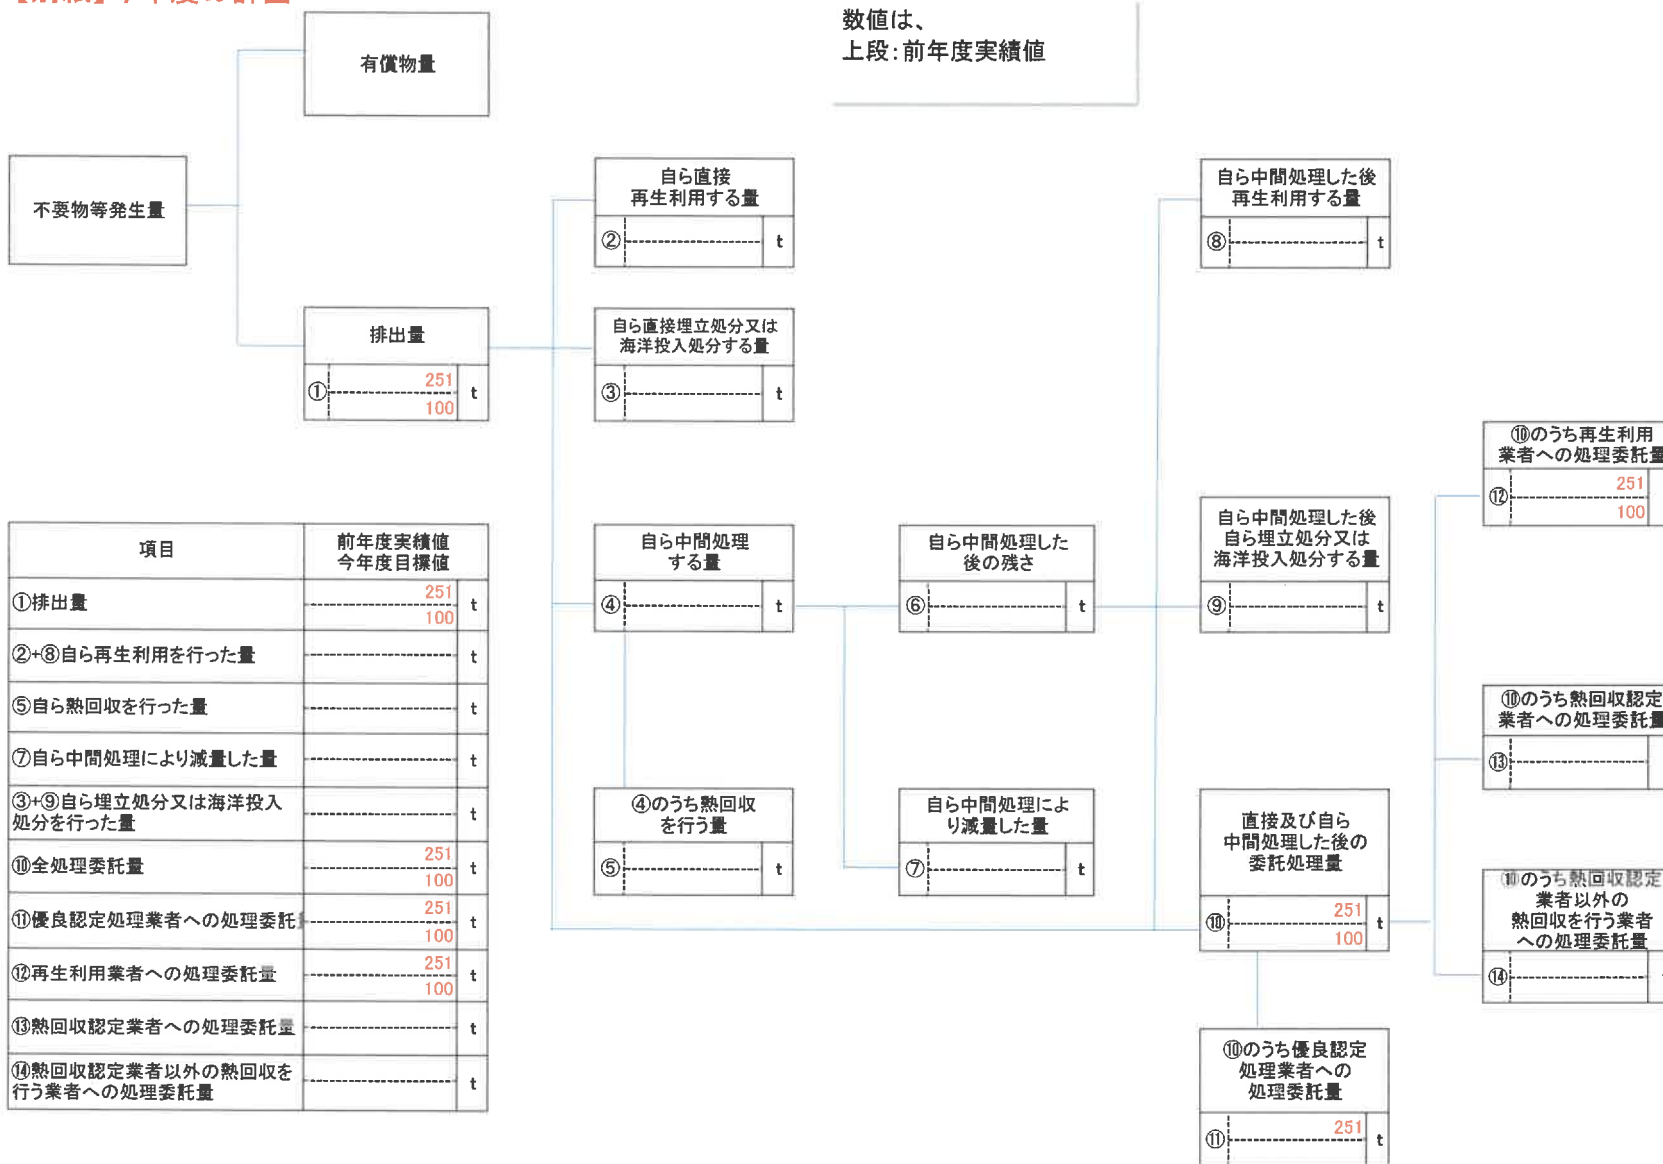 数値は、
上段:前年度実績値
有償物量
不要物等発生量
排出量
①
251
100
t
自ら直接
再生利用する量
②
t
自ら直接埋立処分又は
海洋投入処分する量
③
t
自ら中間処理
する量
④
t
④のうち熱回収
を行う量
⑤
t
自ら中間処理した
後の残さ
⑥
t
自ら中間処理によ
り減量した量
⑦
t
自ら中間処理した後
再生利用する量
⑧
t
自ら中間処理した後
自ら埋立処分又は
海洋投入処分する量
⑨
t
直接及び自ら
中間処理した後の
委託処理量
⑩
251
100
t
⑩のうち優良認定
処理業者への
処理委託量
⑪
251
t
⑩のうち再生利用
業者への処理委託量
⑫
251
100
⑩のうち熱回収認定
業者への処理委託量
⑬
⑩のうち熱回収認定
業者以外の
熱回収を行う業者
への処理委託量
⑭
項目
前年度実績値
今年度目標値
①排出量
251
100
t
②+⑧自ら再生利用を行った量
t
⑤自ら熱回収を行った量
t
⑦自ら中間処理により減量した量
t
③+⑨自ら埋立処分又は海洋投入
処分を行った量
t
⑩全処理委託量
251
100
t
⑪優良認定処理業者への処理委託
251
100
t
⑫再生利用業者への処理委託量
251
100
t
⑬熱回収認定業者への処理委託量
t
⑭熱回収認定業者以外の熱回収を
行う業者への処理委託量
t